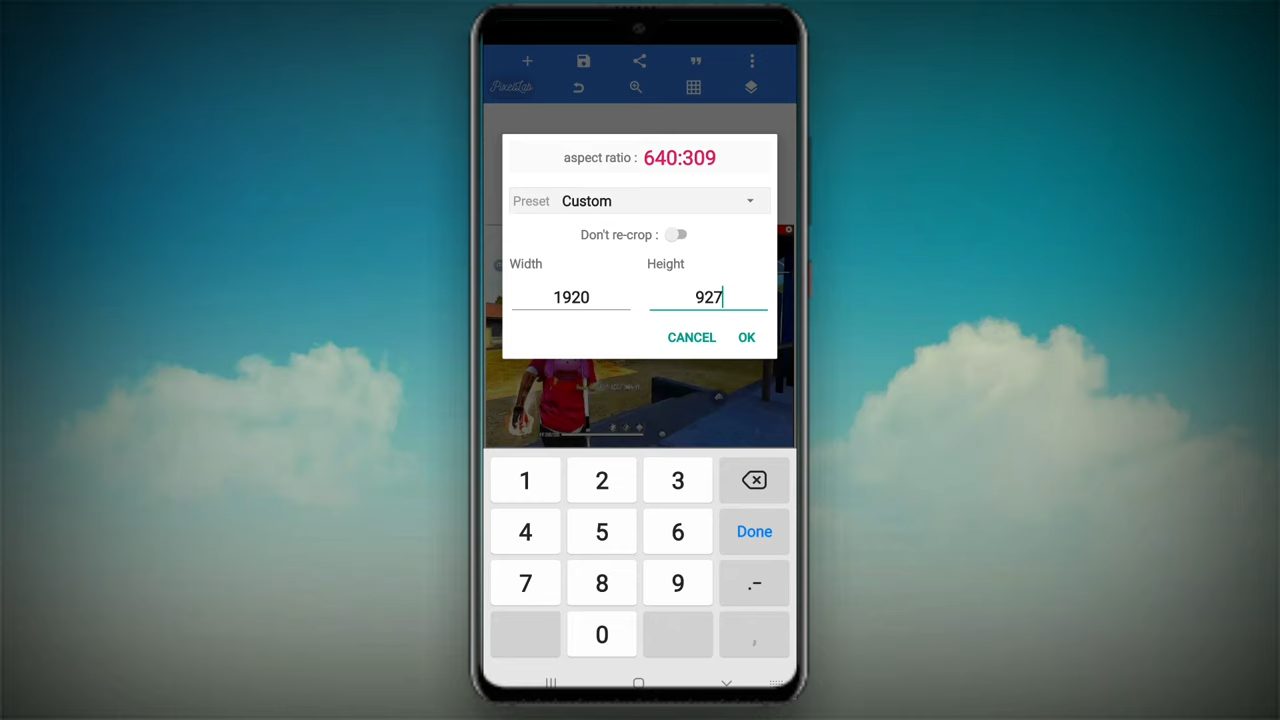 PixelLab
aspect ratio : 640:309
Preset Custom
Don't re-crop :
Width Height
1920 927
CANCEL OK
1 2 3
4 5 6 Done
7 8 9 .-
0 ,